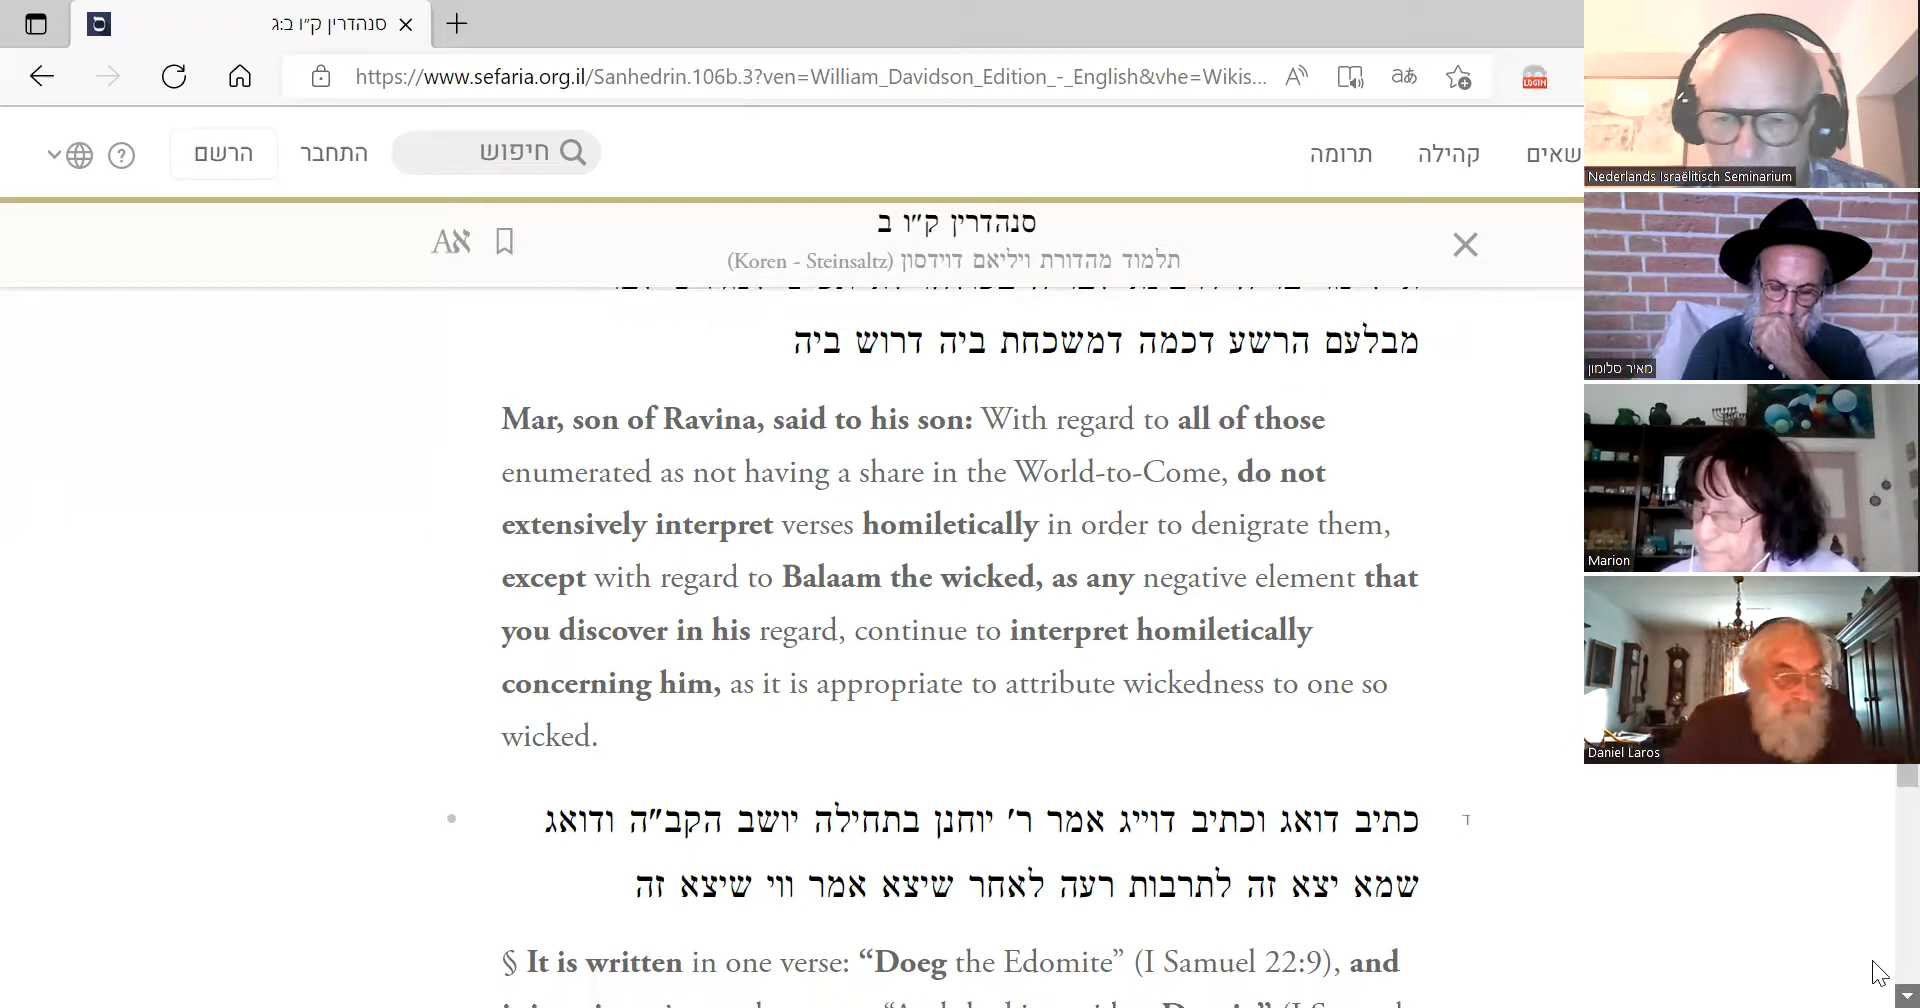 סנהדרין ק״ו ב:ג
https://www.sefaria.org.il/Sanhedrin.106b.3?ven=William_Davidson_Edition_-_English&vhe=Wikis...
LOGIN
שאים
קהילה
תרומה
חיפוש
התחבר
הרשם
סנהדרין ק״ו ב
תלמוד מהדורת ויליאם דוידסון (Koren - Steinsaltz)
מבלעם הרשע דכמה דמשכחת ביה דרוש ביה
Mar, son of Ravina, said to his son: With regard to all of those
enumerated as not having a share in the World-to-Come, do not
extensively interpret verses homiletically in order to denigrate them,
except with regard to Balaam the wicked, as any negative element that
you discover in his regard, continue to interpret homiletically
concerning him, as it is appropriate to attribute wickedness to one so
wicked.
ד
כתיב דואג וכתיב דוייג אמר ר' יוחנן בתחילה יושב הקב"ה ודואג
שמא יצא זה לתרבות רעה לאחר שיצא אמר ווי שיצא זה
§ It is written in one verse: “Doeg the Edomite” (I Samuel 22:9), and
Nederlands Israëlitisch Seminarium
מאיר סלומון
Marion
Daniel Laros